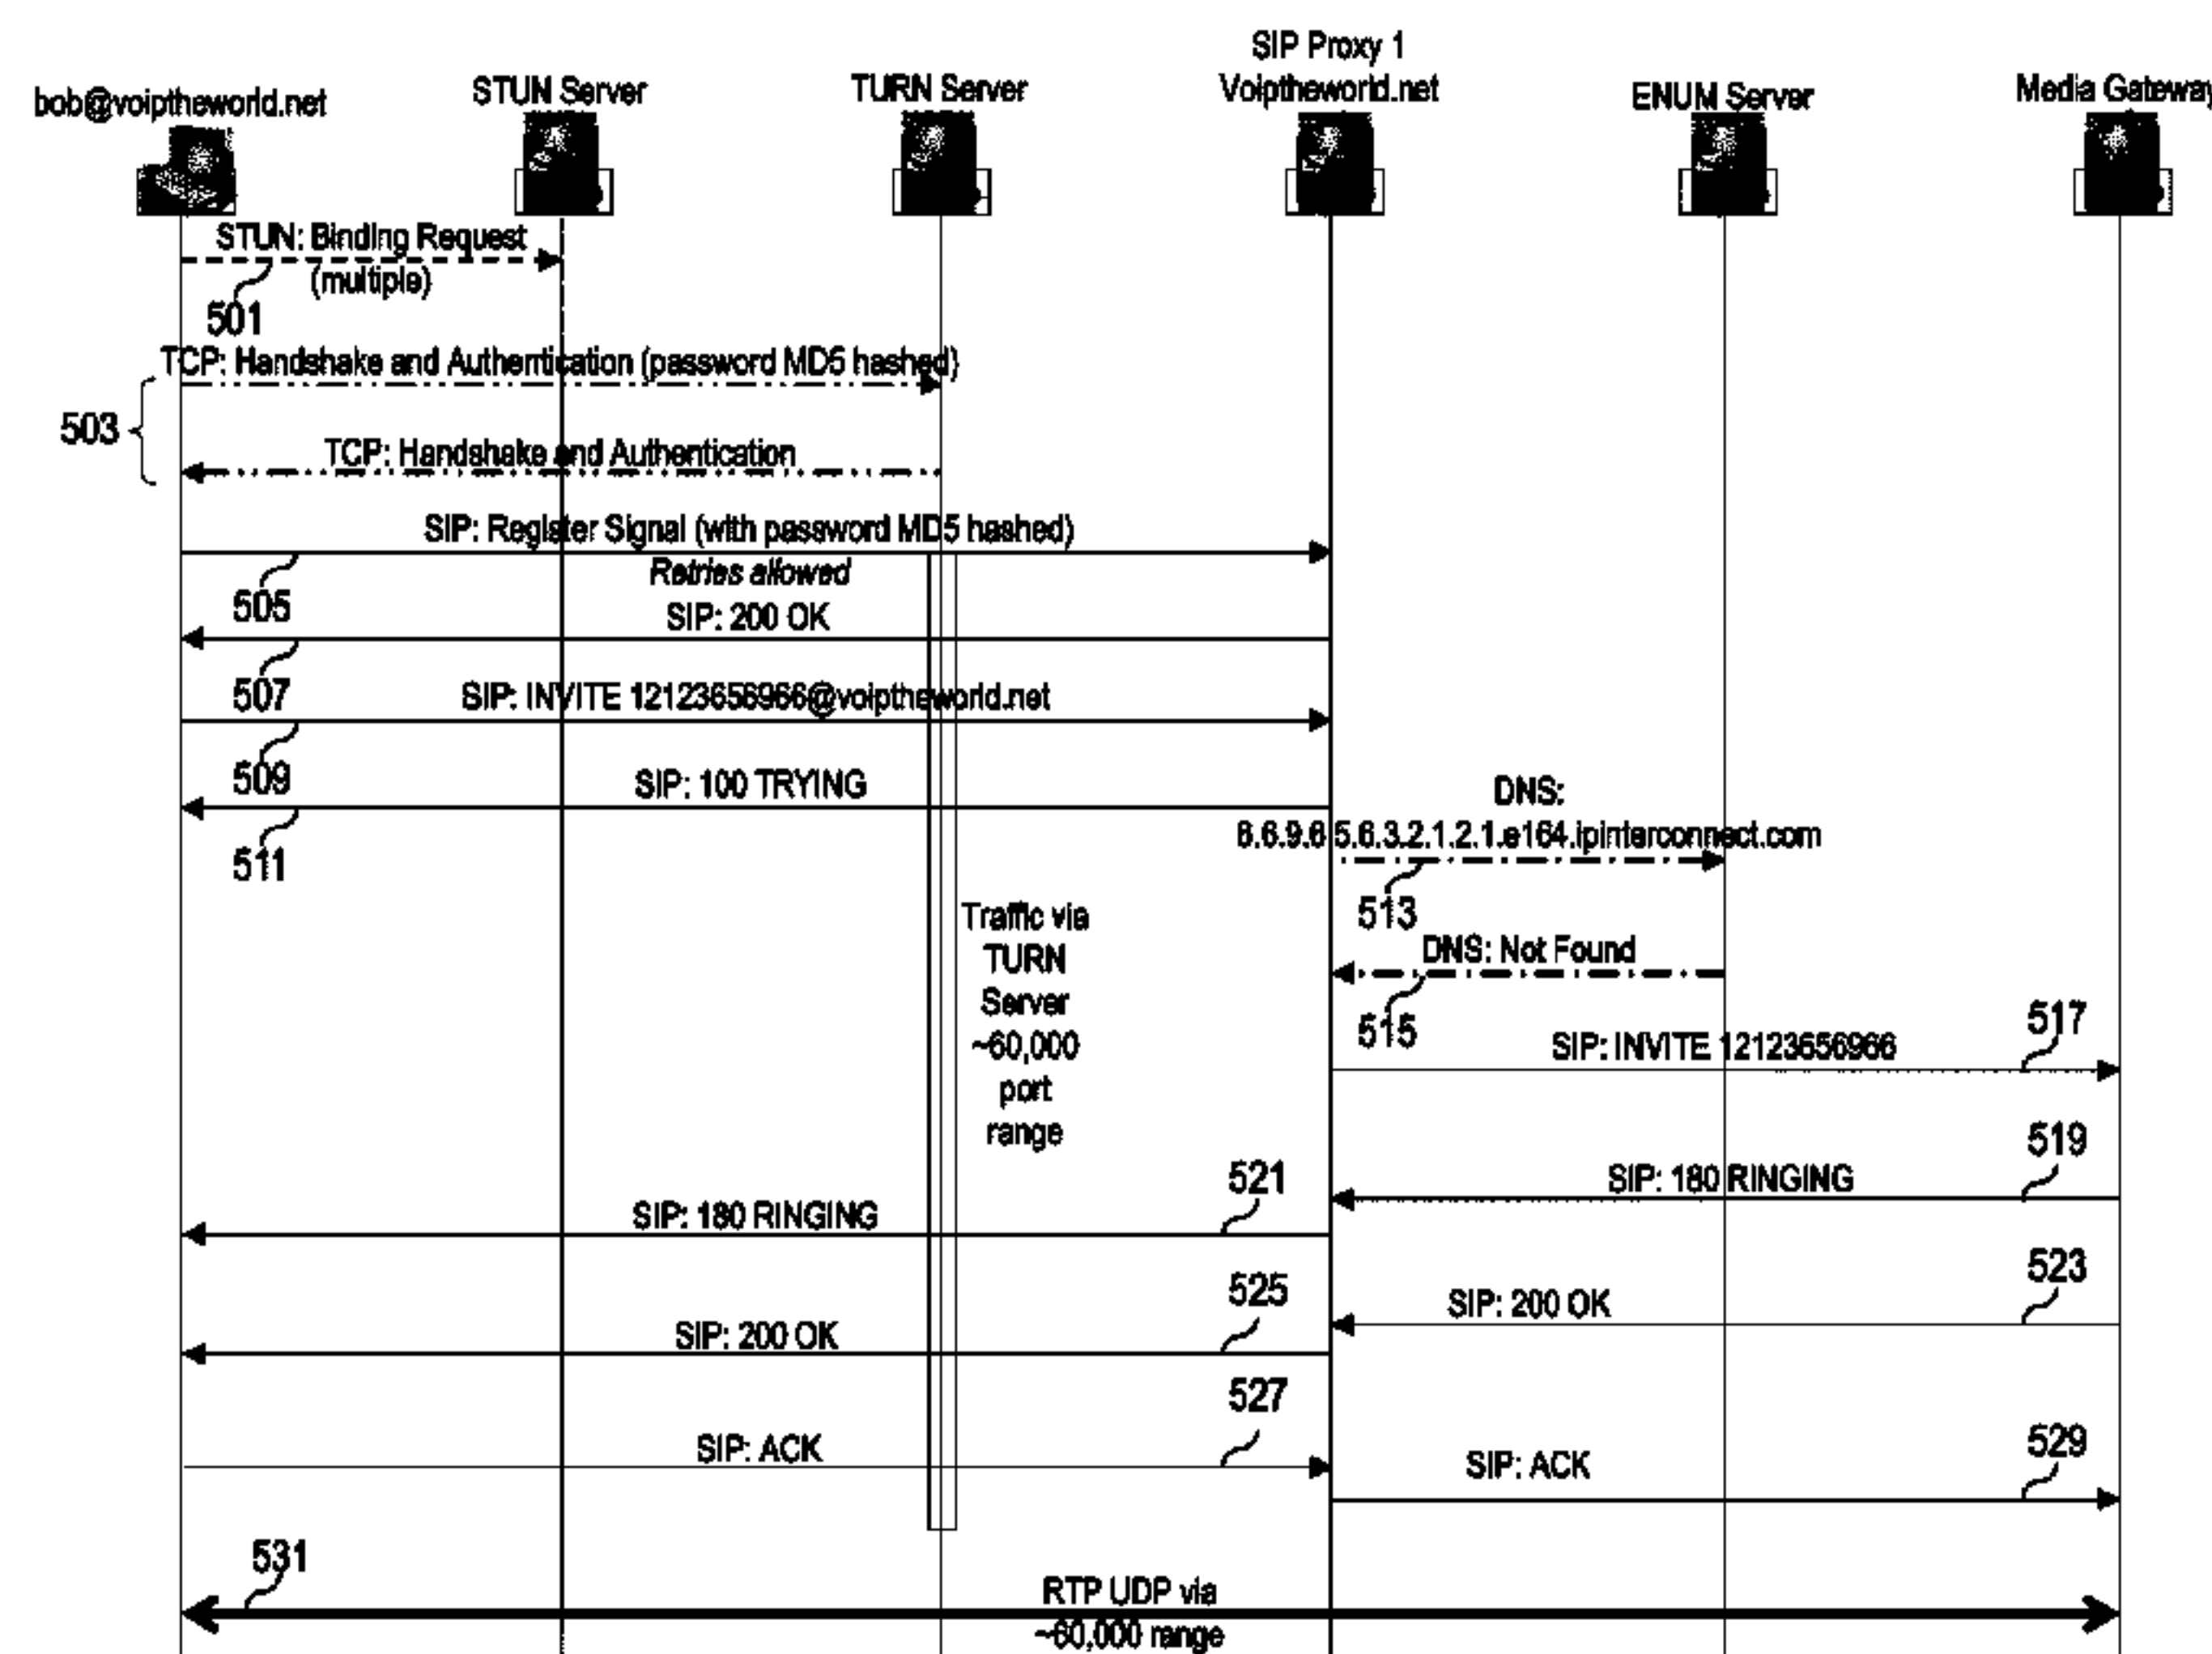 SIP Proxy 1
bob@voiptheworld.net
STUN Server
TURN Server
Voiptheworld.net
ENUM Server
Media Gateway
STUN: Binding Request
(multiple)
501
TCP: Handshake and Authentication (password MD5 hashed)
503
TCP: Handshake and Authentication
SIP: Register Signal (with password MD5 hashed)
Retries allowed
505
SIP: 200 OK
507
SIP: INVITE 12123656966@voiptheworld.net
509
SIP: 100 TRYING
DNS:
6.6.9.6.5.6.3.2.1.2.1.e164.ipinterconnect.com
511
513
Traffic via
TURN
Server
~60,000
port
range
DNS: Not Found
515
517
SIP: INVITE 12123656966
519
521
SIP: 180 RINGING
SIP: 180 RINGING
523
525
SIP: 200 OK
SIP: 200 OK
527
529
SIP: ACK
SIP: ACK
531
RTP UDP via
~60,000 range